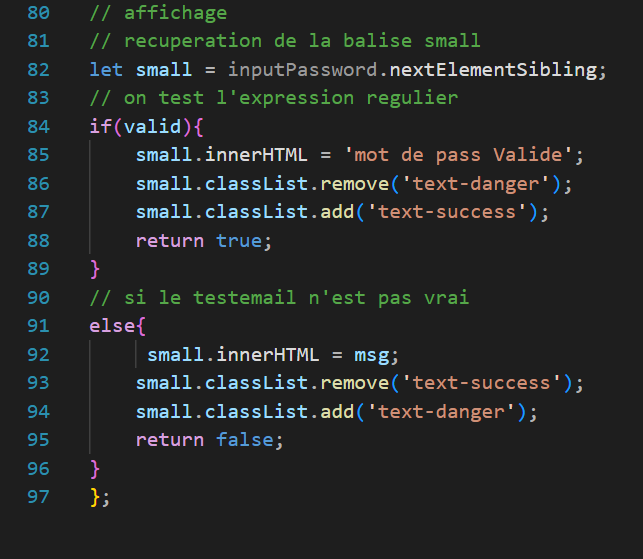 80 // affichage
81 // recuperation de la balise small
82 let small = inputPassword.nextElementSibling;
83 // on test l'expression regulier
84 if(valid){
85 small.innerHTML = 'mot de pass Valide';
86 small.classList.remove('text-danger');
87 small.classList.add('text-success');
88 return true;
89 }
90 // si le testemail n'est pas vrai
91 else{
92 small.innerHTML = msg;
93 small.classList.remove('text-success');
94 small.classList.add('text-danger');
95 return false;
96 }
97 };